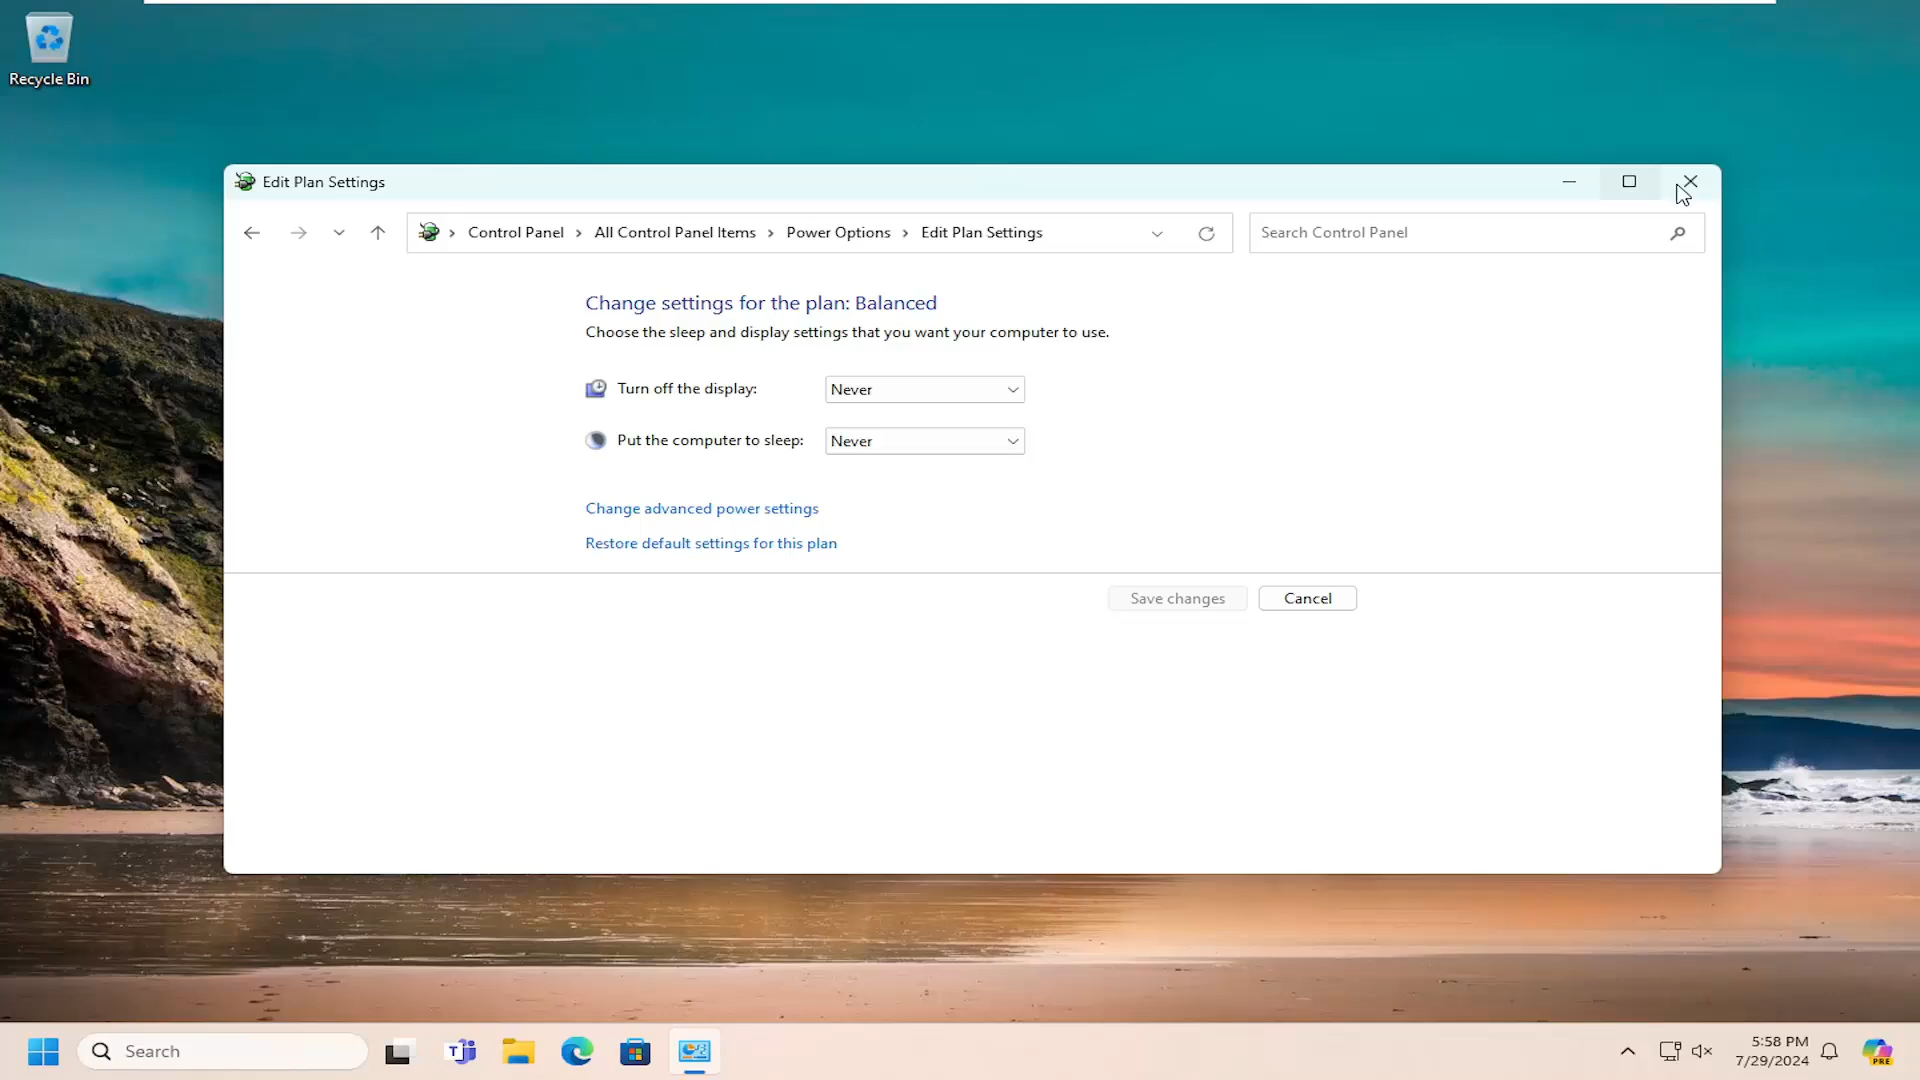 Recycle Bin
Edit Plan Settings
Control Panel > All Control Panel Items > Power Options > Edit Plan Settings
Search Control Panel
Change settings for the plan: Balanced
Choose the sleep and display settings that you want your computer to use.
Turn off the display: Never
Put the computer to sleep: Never
Change advanced power settings
Restore default settings for this plan
Save changes Cancel
Search
T
5:58 PM
7/29/2024
PRE